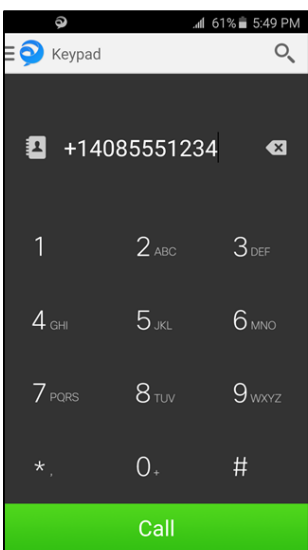 61% 5:49 PM
Keypad
+14085551234
1 2 ABC 3 DEF
4 GHI 5 JKL 6 MNO
7 PQRS 8 TUV 9 WXYZ
* , 0 + #
Call